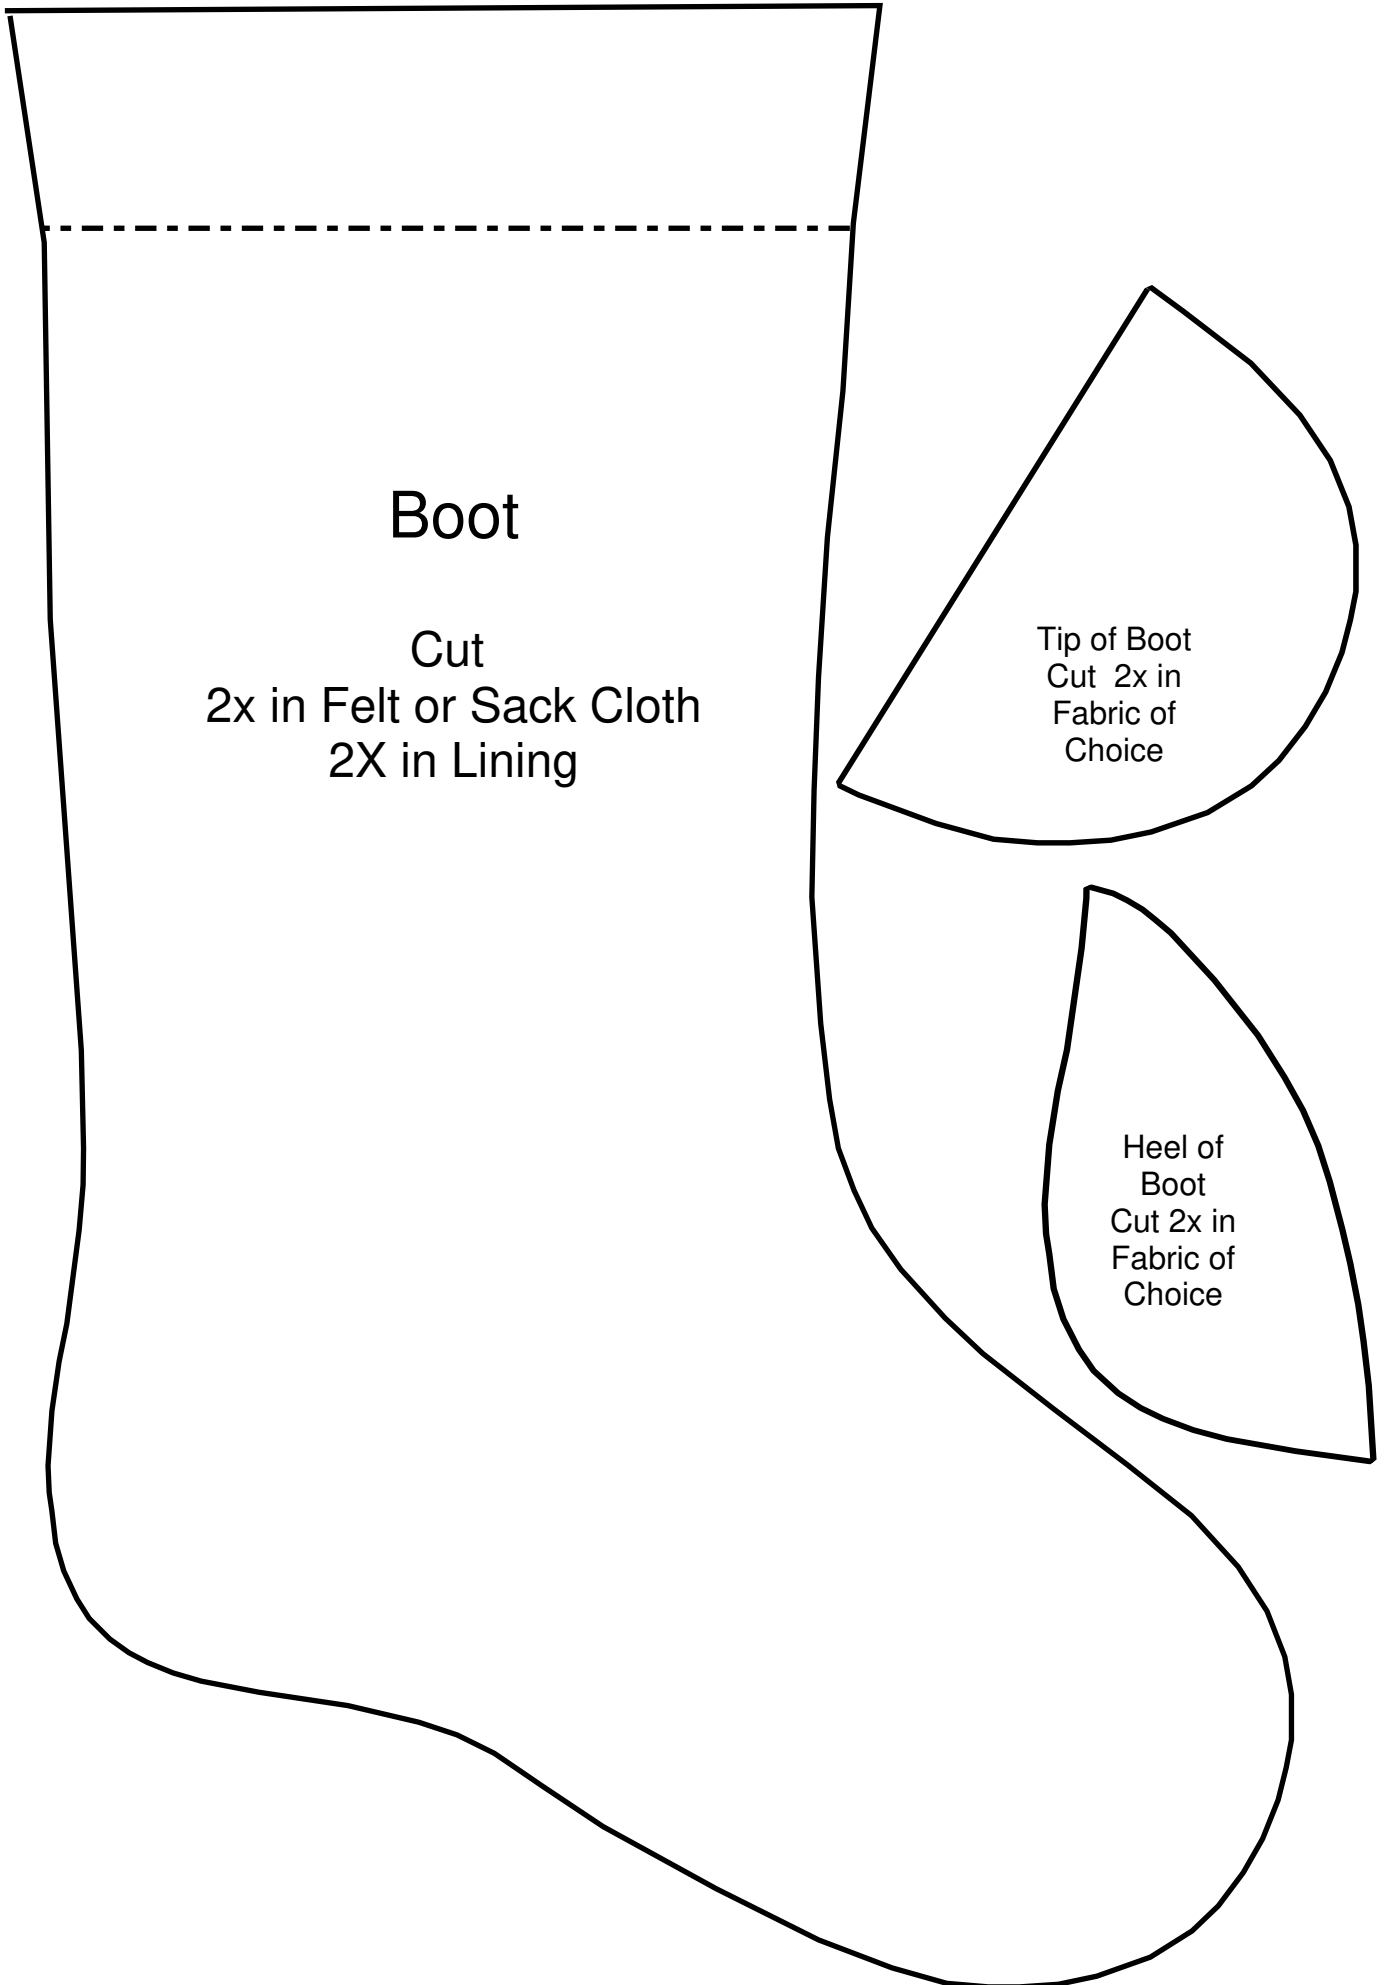 Boot
Cut
2x in Felt or Sack Cloth
2X in Lining
Tip of Boot
Cut  2x in
Fabric of
Choice
Heel of
Boot
Cut 2x in
Fabric of
Choice